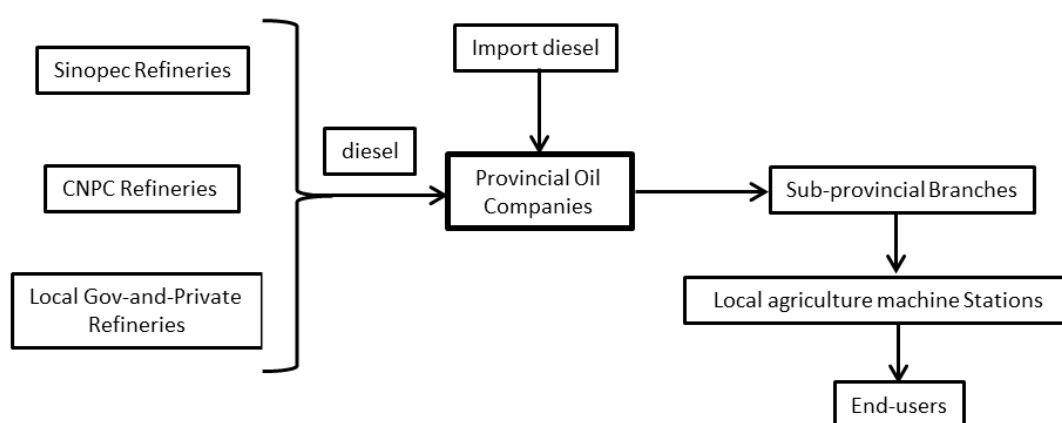 Sinopec Refineries
CNPC Refineries
Local Gov-and-Private
Refineries
diesel
Import diesel
Provincial Oil
Companies
Sub-provincial Branches
Local agriculture machine Stations
End-users